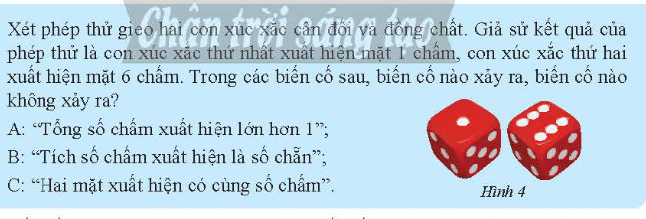 Chân trời sáng tạo
Xét phép thử gieo hai con xúc xắc cân đối và đồng chất. Giả sử kết quả của
phép thử là con xúc xắc thứ nhất xuất hiện mặt 1 chấm, con xúc xắc thứ hai
xuất hiện mặt 6 chấm. Trong các biến cố sau, biến cố nào xảy ra, biến cố nào
không xảy ra?
A: “Tổng số chấm xuất hiện lớn hơn 1”;
B: “Tích số chấm xuất hiện là số chẵn”;
C: “Hai mặt xuất hiện có cùng số chấm”.
Hình 4